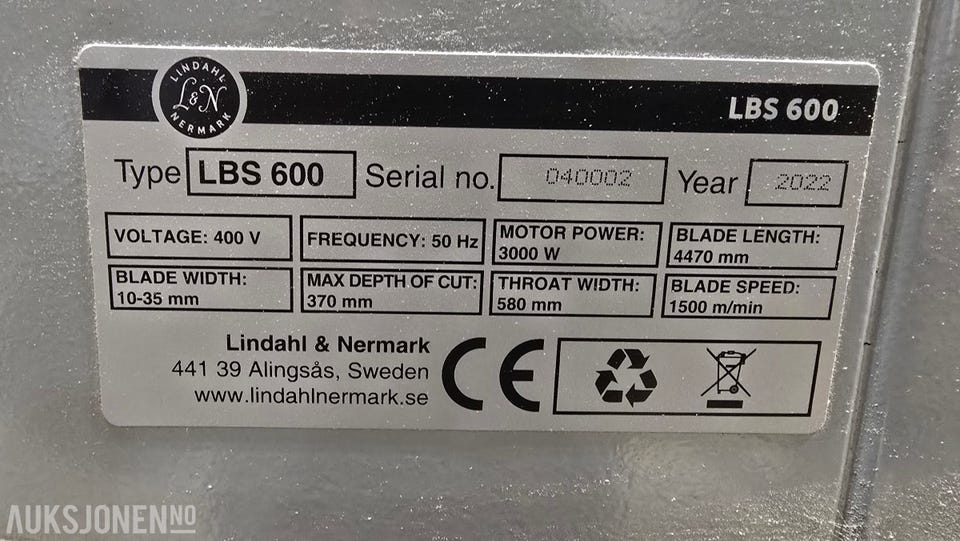 LINDAHL
L&N
NERMARK
LBS 600
Type LBS 600 Serial no. 040002 Year 2022
VOLTAGE: 400 V
FREQUENCY: 50 Hz
MOTOR POWER:
3000 W
BLADE LENGTH:
4470 mm
BLADE WIDTH:
10-35 mm
MAX DEPTH OF CUT:
370 mm
THROAT WIDTH:
580 mm
BLADE SPEED:
1500 m/min
Lindahl & Nermark
441 39 Alingsås, Sweden
www.lindahlnermark.se
CE
AUKSJONEN.NO